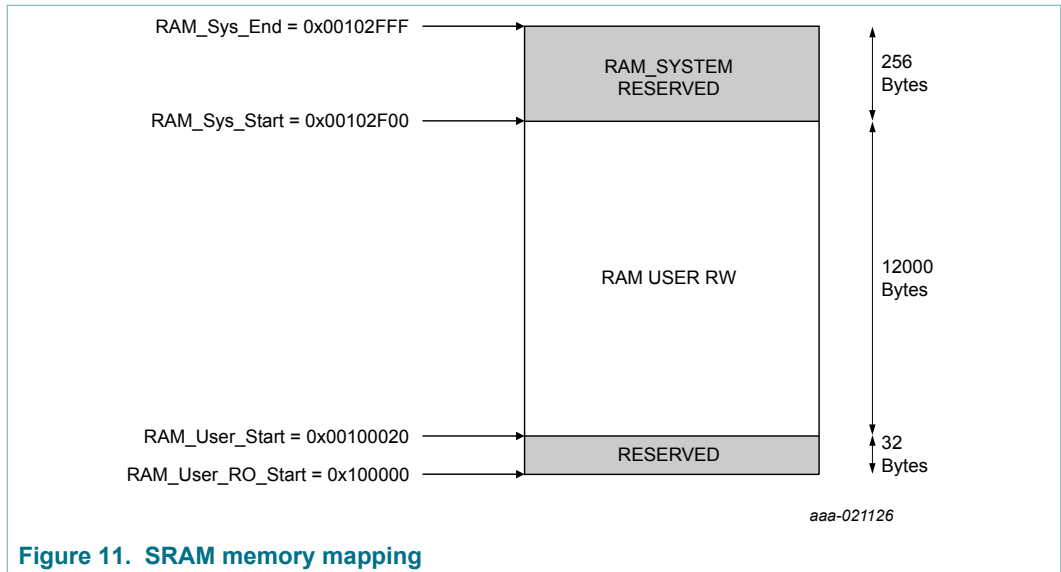 RAM_Sys_End = 0x00102FFF
RAM_SYSTEM
RESERVED
256
Bytes
RAM_Sys_Start = 0x00102F00
RAM USER RW
12000
Bytes
RAM_User_Start = 0x00100020
RESERVED
32
Bytes
RAM_User_RO_Start = 0x100000
aaa-021126
Figure 11. SRAM memory mapping